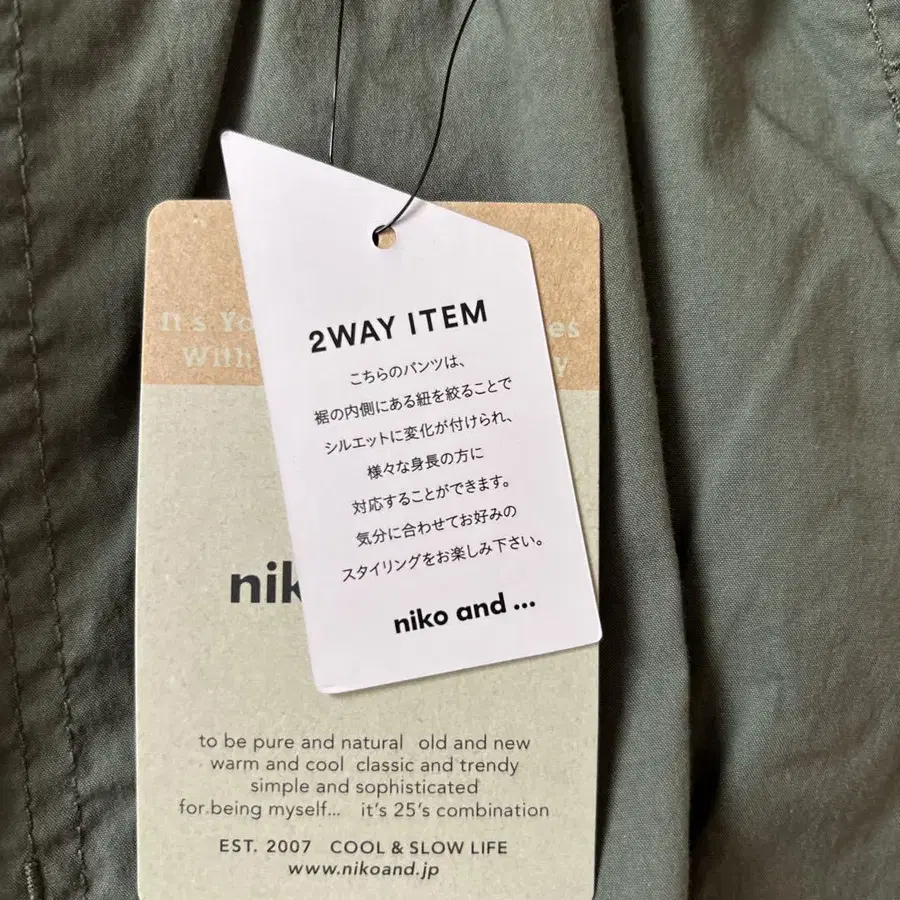 2WAY ITEM
こちらのパンツは、
裾の内側にある紐を絞ることで
シルエットに変化が付けられ、
様々な身長の方に
対応することができます。
気分に合わせてお好みの
スタイリングをお楽しみ下さい。
niko and ...
It's
es
With
to be pure and natural old and new
warm and cool classic and trendy
simple and sophisticated
for being myself... it's 25's combination
EST. 2007 COOL & SLOW LIFE
www.nikoand.jp